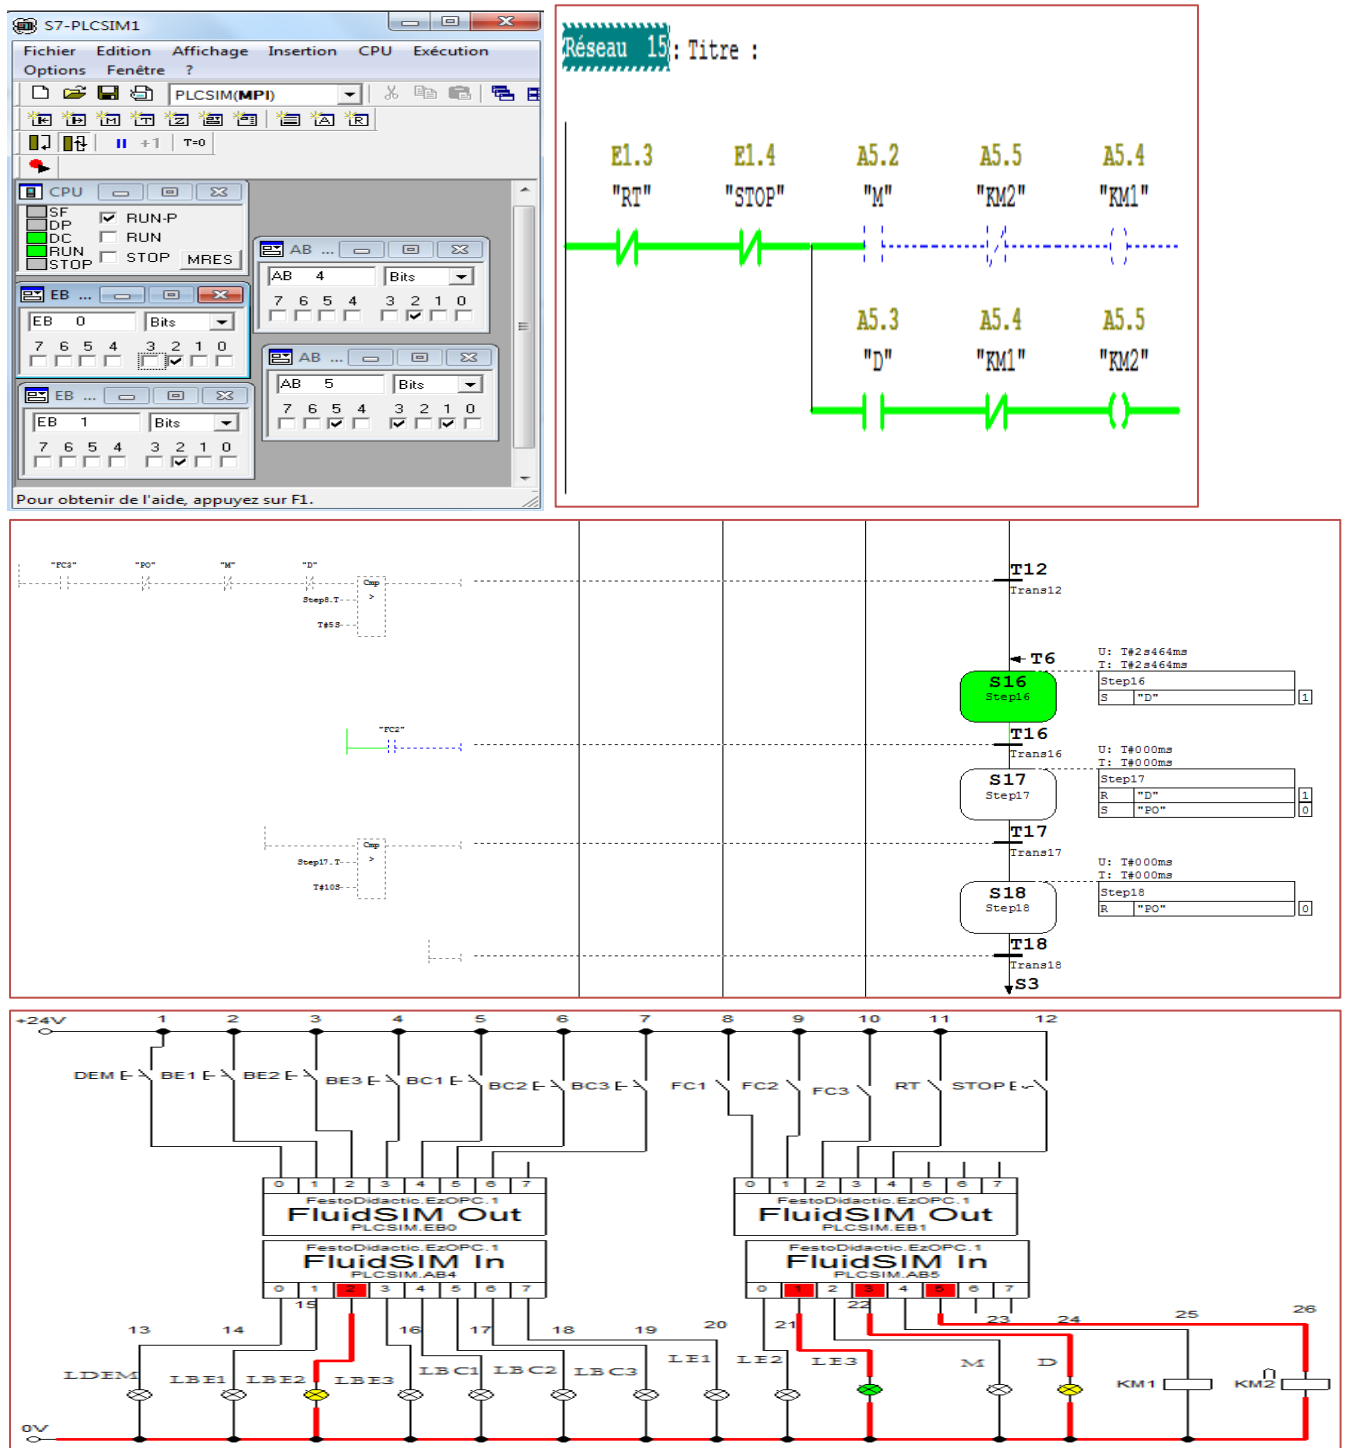 S7-PLCSIM1
Fichier Edition Affichage Insertion CPU Exécution
Options Fenêtre ?
PLCSIM(MPI)
+1 T=0
CPU
SF
DP
DC
RUN
STOP
RUN-P
RUN
STOP MRES
EB ...
EB 0 Bits
7 6 5 4 3 2 1 0
EB ...
EB 1 Bits
7 6 5 4 3 2 1 0
AB ...
AB 4 Bits
7 6 5 4 3 2 1 0
AB ...
AB 5 Bits
7 6 5 4 3 2 1 0
Pour obtenir de l'aide, appuyez sur F1.
Réseau 15 : Titre :
E1.3 E1.4 A5.2 A5.5 A5.4
"RT" "STOP" "M" "KM2" "KM1"
A5.3 A5.4 A5.5
"D" "KM1" "KM2"
"FC3" "PO" "M" "D"
Cmp
>
Step8.T
T#5S
T12
Trans12
T6
S16
Step16
U: T#2s464ms
T: T#2s464ms
Step16
S "D" 1
"FC2"
T16
Trans16
S17
Step17
U: T#000ms
T: T#000ms
Step17
R "D" 1
S "PO" 0
Cmp
>
Step17.T
T#10S
T17
Trans17
S18
Step18
U: T#000ms
T: T#000ms
Step18
R "PO" 0
T18
Trans18
S3
+24V 1 2 3 4 5 6 7 8 9 10 11 12
DEM BE1 BE2 BE3 BC1 BC2 BC3 FC1 FC2 FC3 RT STOP
0 1 2 3 4 5 6 7
FestoDidactic.EzOPC.1
FluidSIM Out
PLCSIM.EB0
0 1 2 3 4 5 6 7
FestoDidactic.EzOPC.1
FluidSIM Out
PLCSIM.EB1
FestoDidactic.EzOPC.1
FluidSIM In
PLCSIM.AB4
0 1 2 3 4 5 6 7
FestoDidactic.EzOPC.1
FluidSIM In
PLCSIM.AB5
0 1 2 3 4 5 6 7
13 14 15 16 17 18 19 20 21 22 23 24 25 26
LDEM LBE1 LBE2 LBE3 LBC1 LBC2 LBC3 LE1 LE2 LE3 M D KM1 KM2
0V